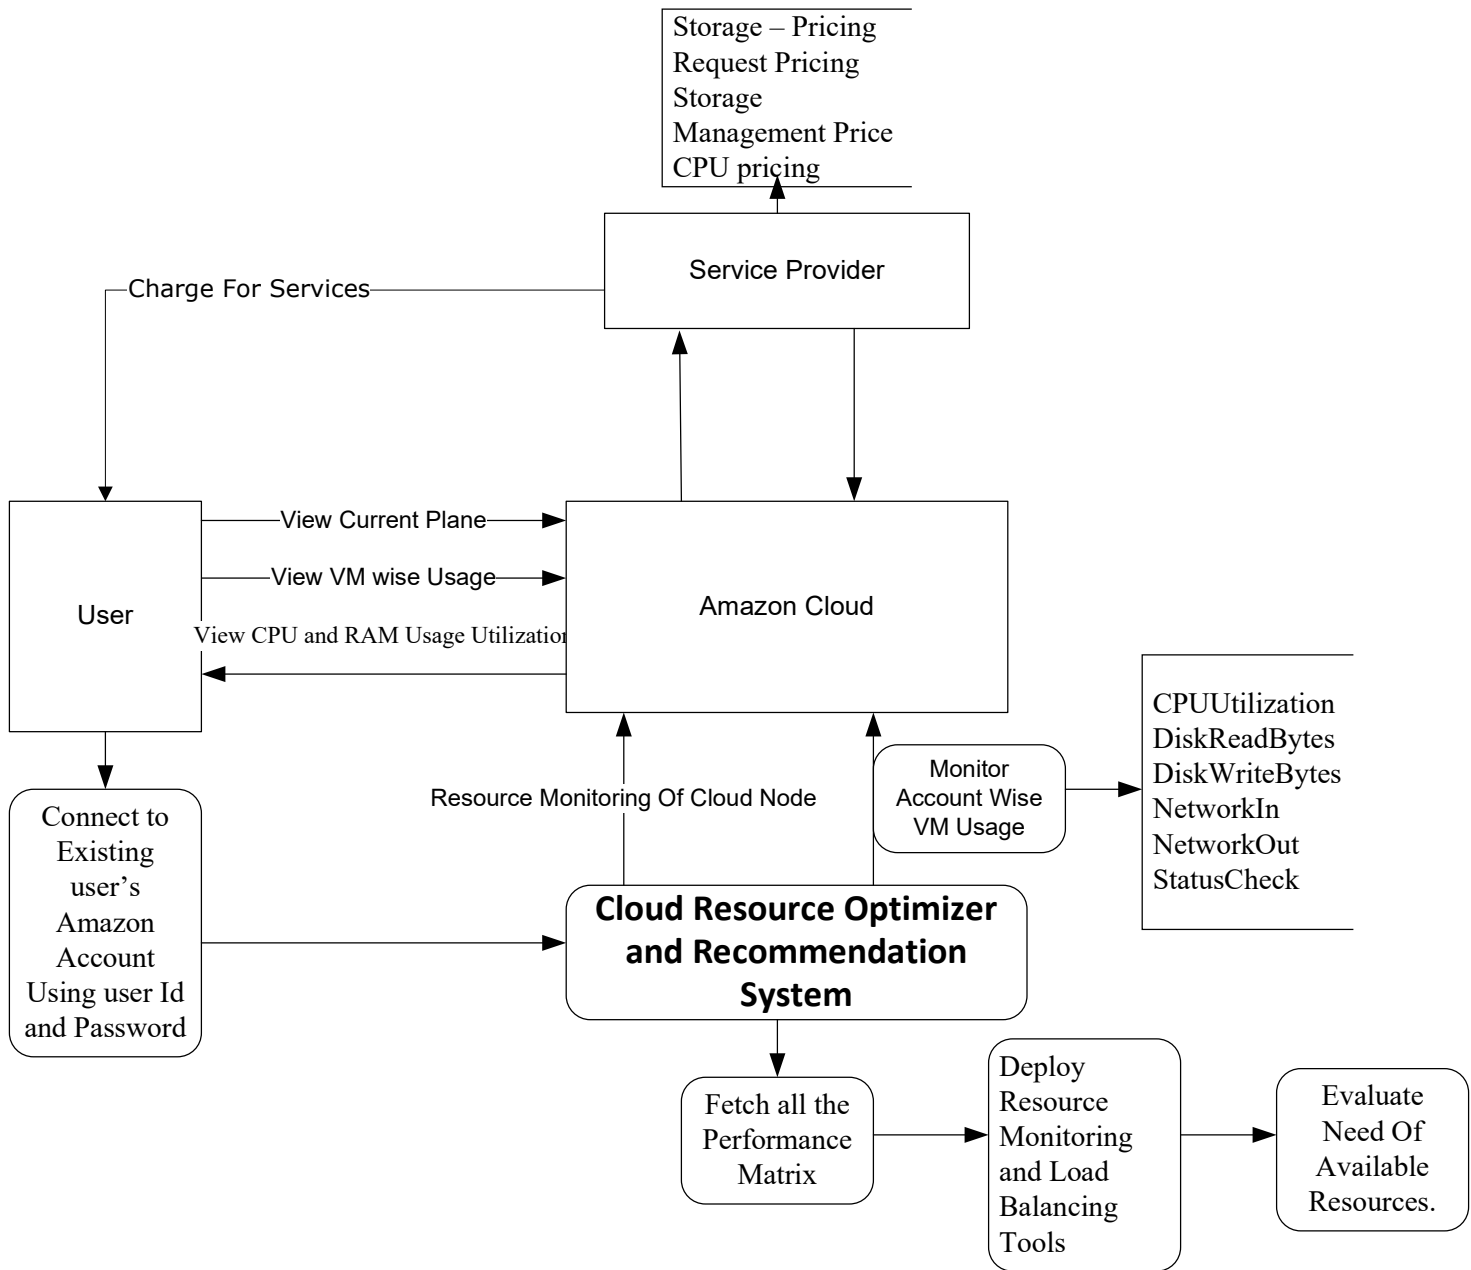 Storage – Pricing
Request Pricing
Storage
Management Price
CPU pricing
Service Provider
Charge For Services
View Current Plane
View VM wise Usage
User
Amazon Cloud
View CPU and RAM Usage Utilization
CPUUtilization
DiskReadBytes
DiskWriteBytes
NetworkIn
NetworkOut
StatusCheck
Monitor
Account Wise
VM Usage
Resource Monitoring Of Cloud Node
Connect to
Existing
user’s
Amazon
Account
Using user Id
and Password
Cloud Resource Optimizer
and Recommendation
System
Fetch all the
Performance
Matrix
Deploy
Resource
Monitoring
and Load
Balancing
Tools
Evaluate
Need Of
Available
Resources.